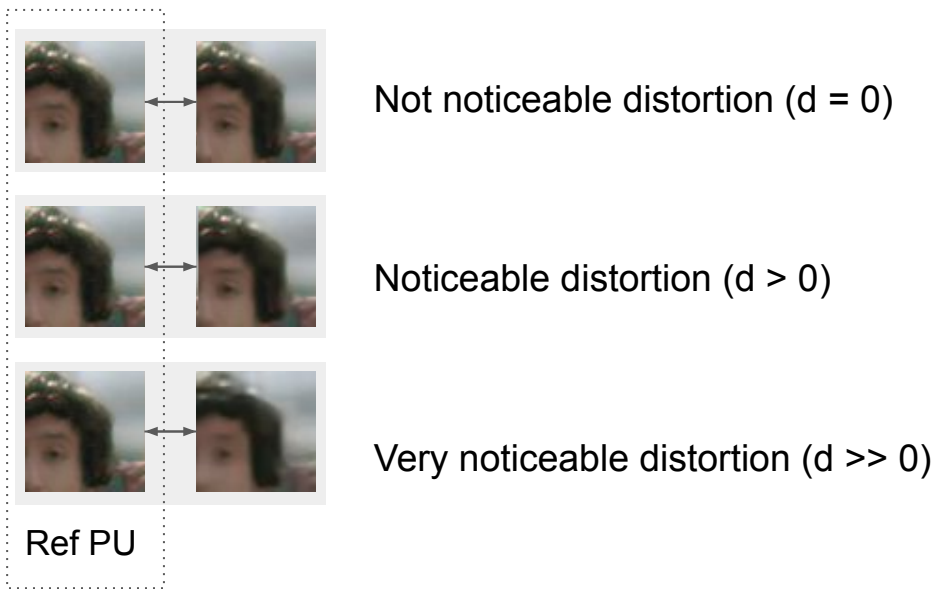 Not noticeable distortion (d = 0)
Noticeable distortion (d > 0)
Very noticeable distortion (d >> 0)
Ref PU